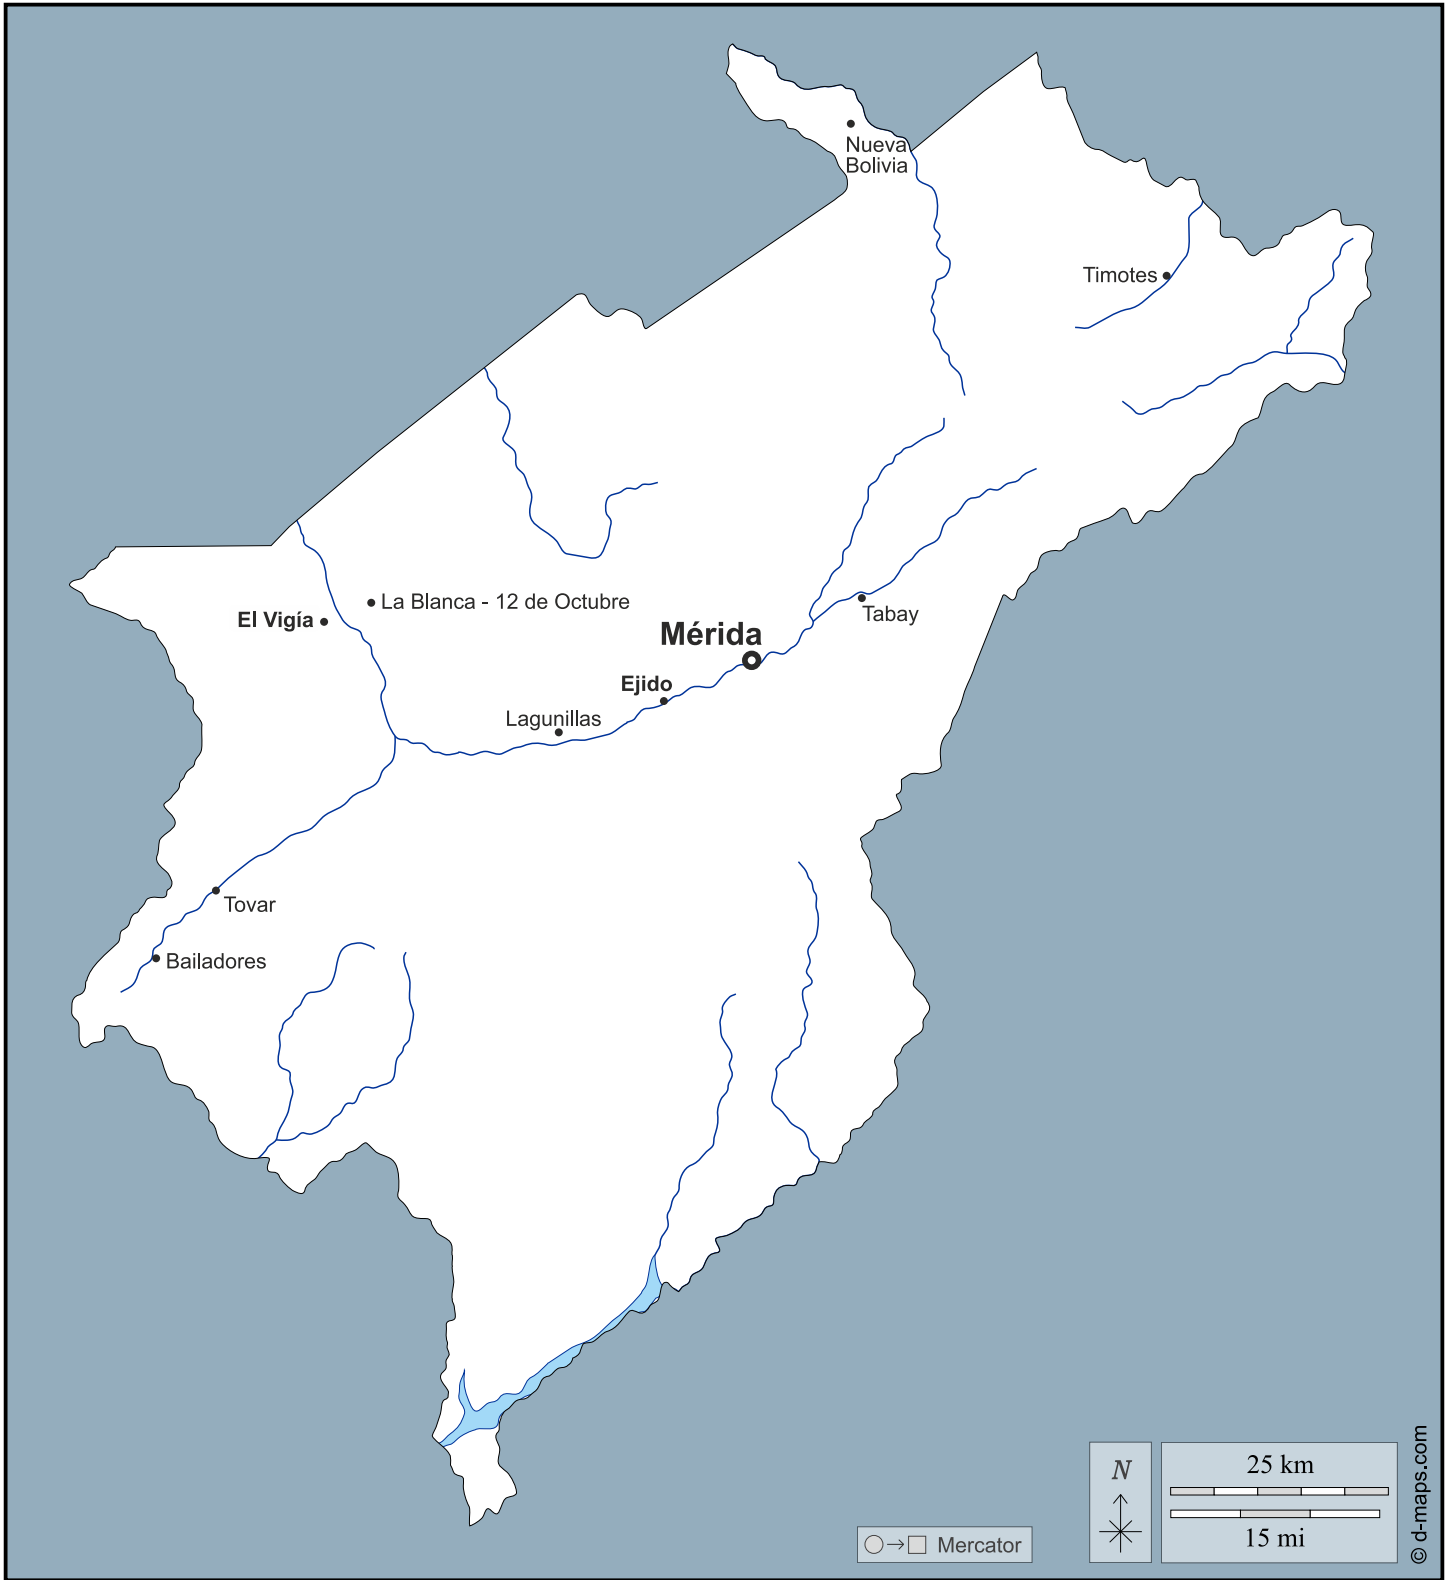 Nueva
Bolivia
Timotes
La Blanca - 12 de Octubre
El Vigía
Tabay
Mérida
Ejido
Lagunillas
Tovar
Bailadores
N
25 km
15 mi
Mercator
© d-maps.com